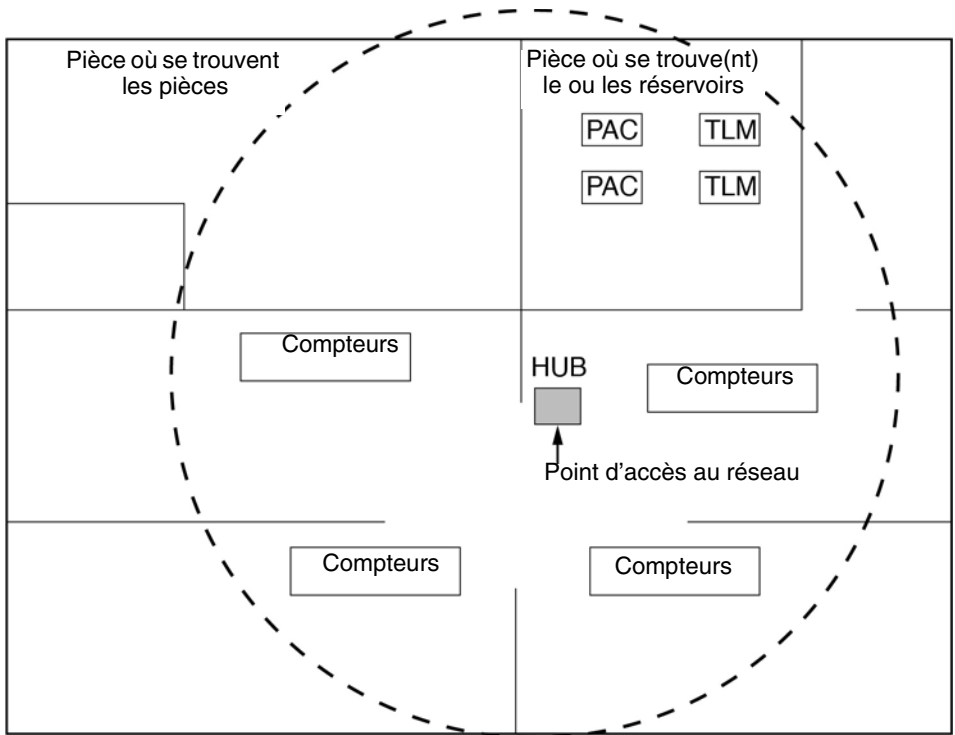 Pièce où se trouvent
les pièces
Pièce où se trouve(nt)
le ou les réservoirs
PAC
TLM
PAC
TLM
Compteurs
HUB
Compteurs
Point d'accès au réseau
Compteurs
Compteurs